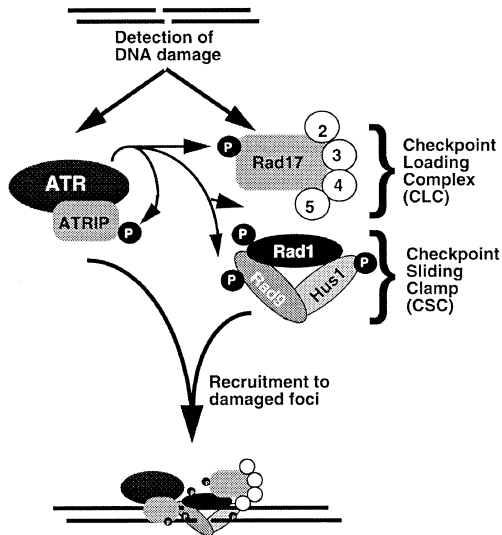 Detection of
DNA damage
P
Rad17
2
3
4
5
Checkpoint
Loading
Complex
(CLC)
ATR
ATRIP
P
P
Rad1
P
P
Rad9
Hus1
Checkpoint
Sliding
Clamp
(CSC)
Recruitment to
damaged foci